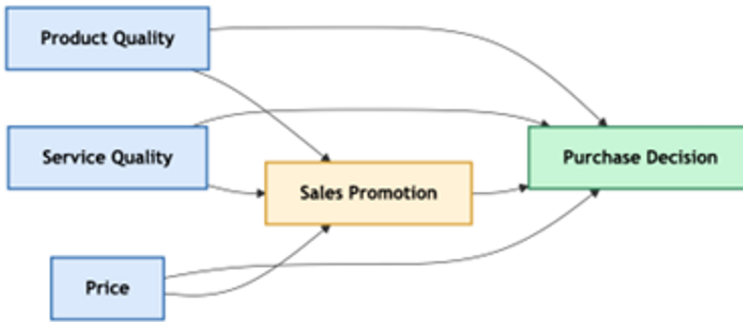 Product Quality
Service Quality
Purchase Decision
Sales Promotion
Price